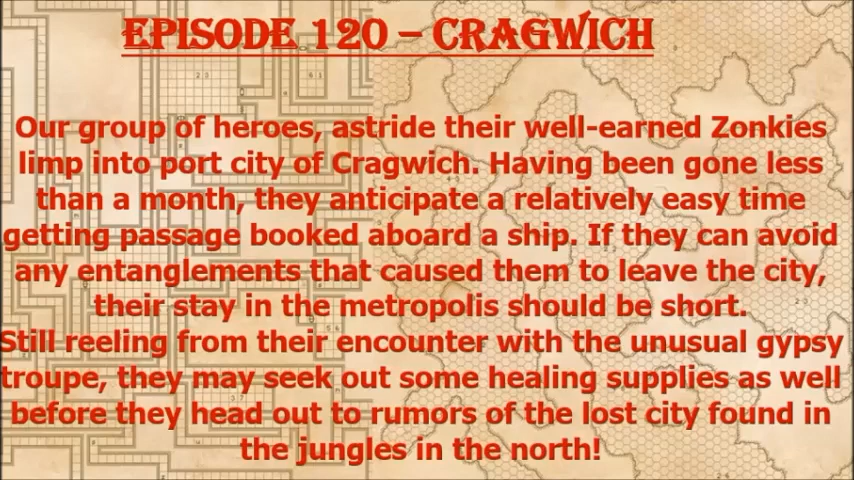 EPISODE 120 – CRAGWICH
Our group of heroes, astride their well-earned Zonkies
limp into port city of Cragwich. Having been gone less
than a month, they anticipate a relatively easy time
getting passage booked aboard a ship. If they can avoid
any entanglements that caused them to leave the city,
their stay in the metropolis should be short.
Still reeling from their encounter with the unusual gypsy
troupe, they may seek out some healing supplies as well
before they head out to rumors of the lost city found in
the jungles in the north!